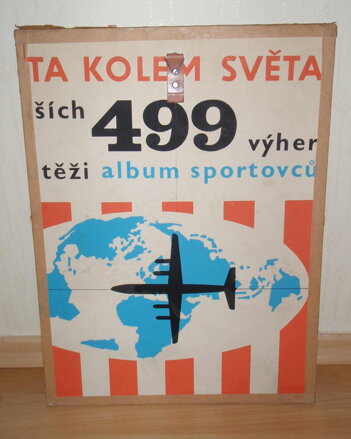 TA KOLEM SVĚTA
ších 499 výher
těži album sportovců